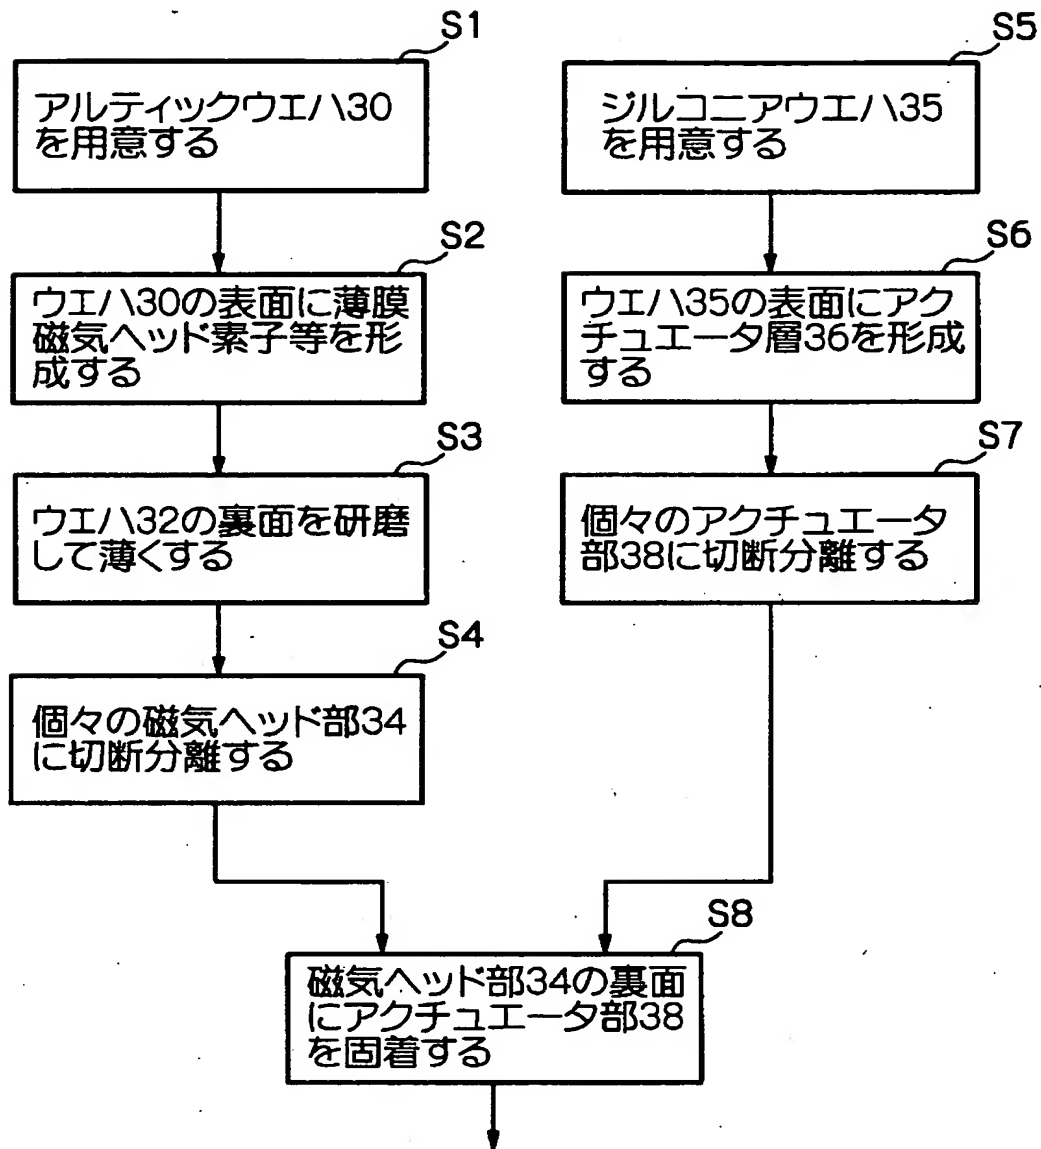 S1
アルティックウエハ30
を用意する
S2
ウエハ30の表面に薄膜
磁気ヘッド素子等を形
成する
S3
ウエハ32の裏面を研磨
して薄くする
S4
個々の磁気ヘッド部34
に切断分離する
S5
ジルコニアウエハ35
を用意する
S6
ウエハ35の表面にアク
チュエータ層36を形成
する
S7
個々のアクチュエータ
部38に切断分離する
S8
磁気ヘッド部34の裏面
にアクチュエータ部38
を固着する